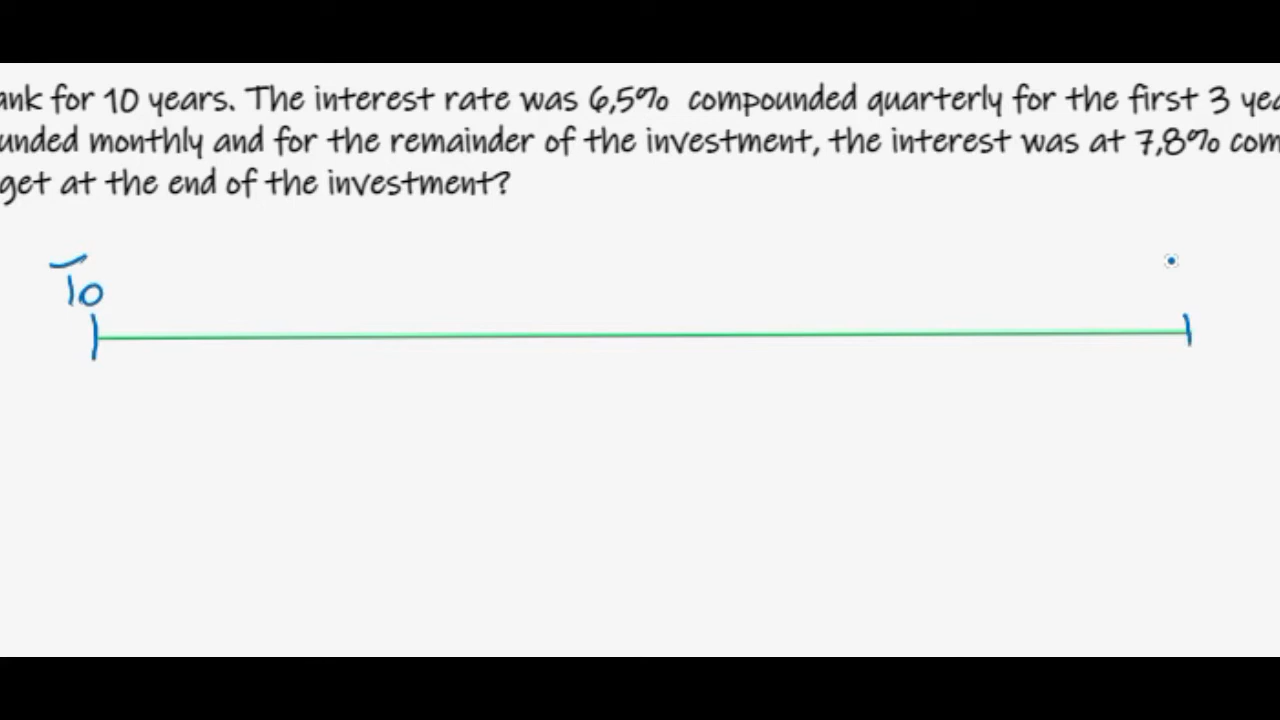 ank for 10 years. The interest rate was 6,5% compounded quarterly for the first 3 yea
unded monthly and for the remainder of the investment, the interest was at 7,8% com
get at the end of the investment?
T0